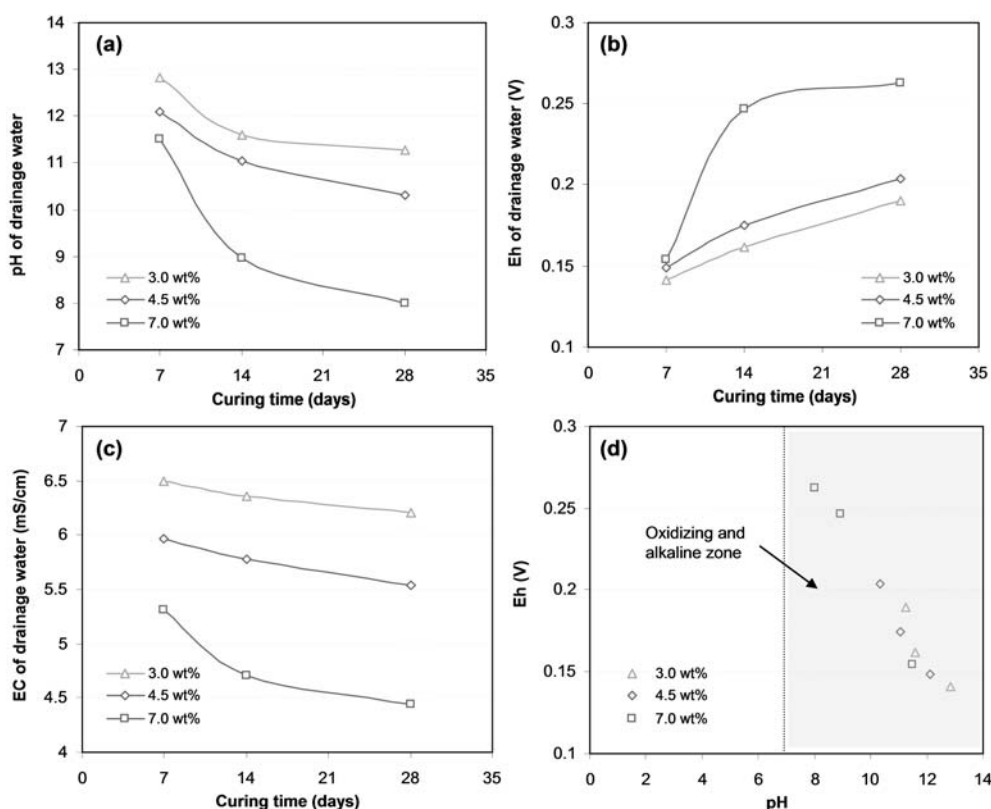 (a)
pH of drainage water
14
13
12
11
10
9
8
7
3.0 wt%
4.5 wt%
7.0 wt%
0 7 14 21 28 35
Curing time (days)
(b)
Eh of drainage water (V)
0.3
0.25
0.2
0.15
0.1
3.0 wt%
4.5 wt%
7.0 wt%
0 7 14 21 28 35
Curing time (days)
(c)
EC of drainage water (mS/cm)
7
6.5
6
5.5
5
4.5
4
3.0 wt%
4.5 wt%
7.0 wt%
0 7 14 21 28 35
Curing time (days)
(d)
Eh (V)
0.3
0.25
0.2
0.15
0.1
Oxidizing and
alkaline zone
3.0 wt%
4.5 wt%
7.0 wt%
0 2 4 6 8 10 12 14
pH